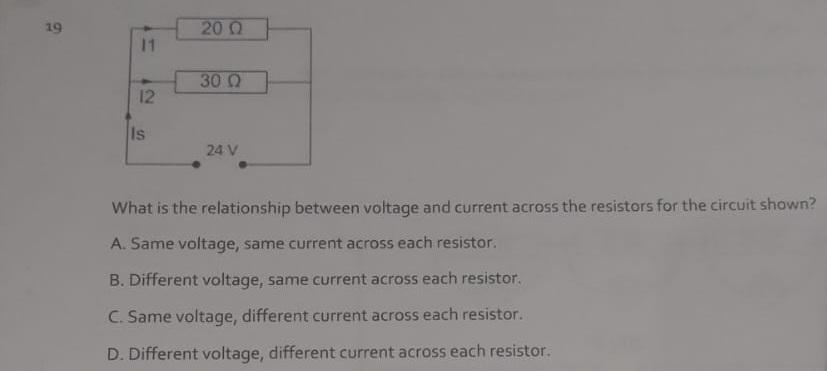 19
20 Ω
I1
30 Ω
I2
Is
24 V
What is the relationship between voltage and current across the resistors for the circuit shown?
A. Same voltage, same current across each resistor.
B. Different voltage, same current across each resistor.
C. Same voltage, different current across each resistor.
D. Different voltage, different current across each resistor.